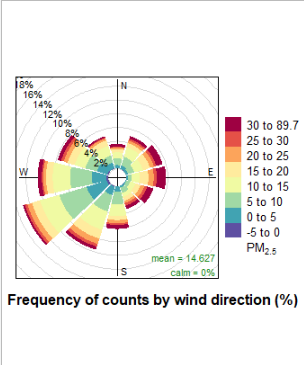 18%
16%
14%
12%
10%
8%
6%
4%
2%
N
W
E
S
mean = 14.627
calm = 0%
30 to 89.7
25 to 30
20 to 25
15 to 20
10 to 15
5 to 10
0 to 5
-5 to 0
PM2.5
Frequency of counts by wind direction (%)